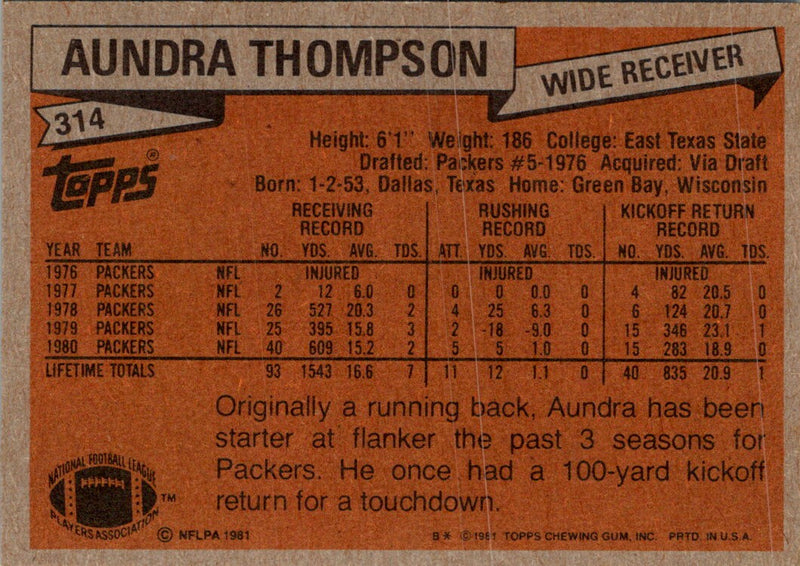 AUNDRA THOMPSON
WIDE RECEIVER
314
TOPPS®
Height: 6'1" Weight: 186 College: East Texas State
Drafted: Packers #5-1976 Acquired: Via Draft
Born: 1-2-53, Dallas, Texas Home: Green Bay, Wisconsin
RECEIVING RECORD RUSHING RECORD KICKOFF RETURN RECORD
YEAR TEAM NO. YDS. AVG. TDS. ATT. YDS. AVG. TDS. NO. YDS. AVG. TDS.
1976 PACKERS NFL INJURED INJURED INJURED
1977 PACKERS NFL 2 12 6.0 0 0 0 0.0 0 4 82 20.5 0
1978 PACKERS NFL 26 527 20.3 2 4 25 6.3 0 6 124 20.7 0
1979 PACKERS NFL 25 395 15.8 3 2 -18 -9.0 0 15 346 23.1 1
1980 PACKERS NFL 40 609 15.2 2 5 5 1.0 0 15 283 18.9 0
LIFETIME TOTALS 93 1543 16.6 7 11 12 1.1 0 40 835 20.9 1
Originally a running back, Aundra has been
starter at flanker the past 3 seasons for
Packers. He once had a 100-yard kickoff
return for a touchdown.
NATIONAL FOOTBALL LEAGUE
PLAYERS ASSOCIATION
TM
© NFLPA 1981
B* © 1981 TOPPS CHEWING GUM, INC. PRTD. IN U.S.A.